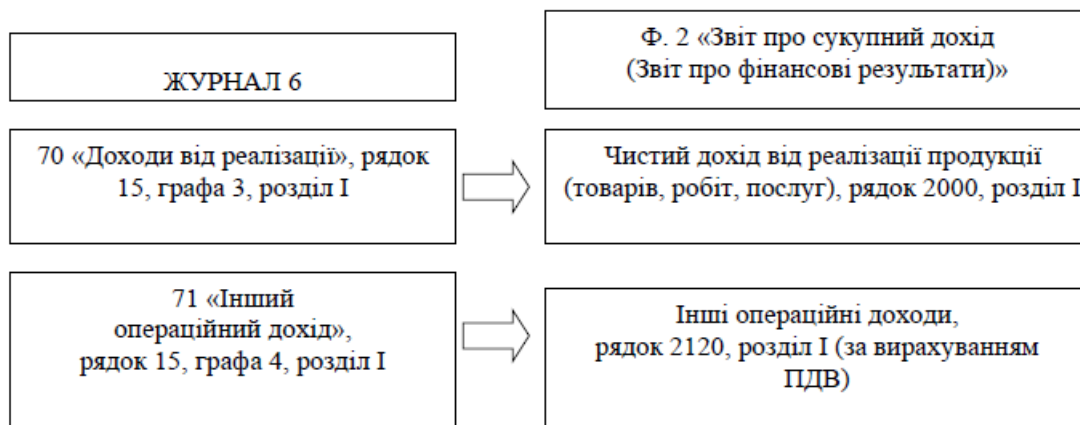 ЖУРНАЛ 6
Ф. 2 «Звіт про сукупний дохід
(Звіт про фінансові результати)»
70 «Доходи від реалізації», рядок
15, графа 3, розділ І
Чистий дохід від реалізації продукції
(товарів, робіт, послуг), рядок 2000, розділ І
71 «Інший
операційний дохід»,
рядок 15, графа 4, розділ І
Інші операційні доходи,
рядок 2120, розділ І (за вирахуванням
ПДВ)